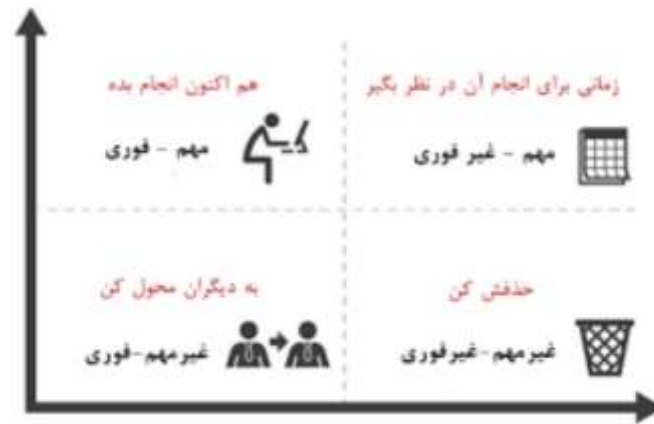 زمانی برای انجام آن در نظر بگیر
مهم - غیر فوری
هم اکنون انجام بده
مهم - فوری
حذفش کن
غیرمهم-غیرفوری
به دیگران محول کن
غیرمهم-فوری